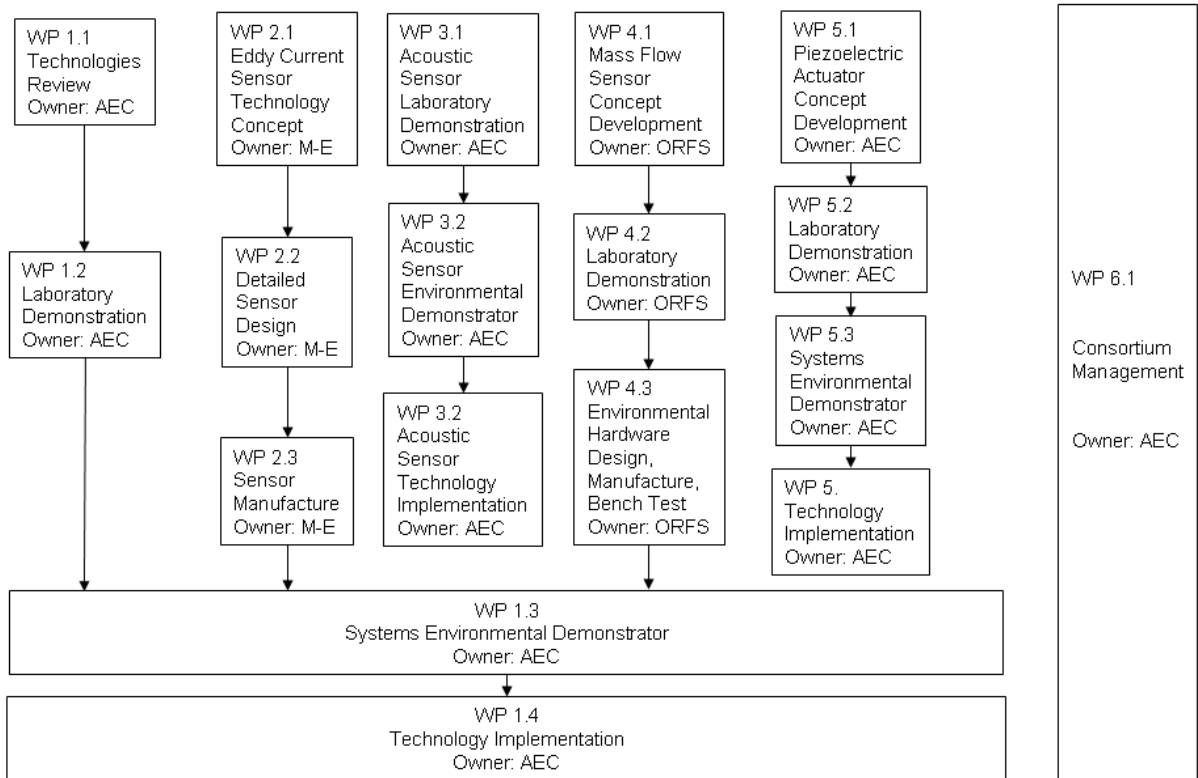 WP 1.1
Technologies
Review
Owner: AEC
WP 2.1
Eddy Current
Sensor
Technology
Concept
Owner: M-E
WP 3.1
Acoustic
Sensor
Laboratory
Demonstration
Owner: AEC
WP 4.1
Mass Flow
Sensor
Concept
Development
Owner: ORFS
WP 5.1
Piezoelectric
Actuator
Concept
Development
Owner: AEC
WP 1.2
Laboratory
Demonstration
Owner: AEC
WP 2.2
Detailed
Sensor
Design
Owner: M-E
WP 3.2
Acoustic
Sensor
Environmental
Demonstrator
Owner: AEC
WP 4.2
Laboratory
Demonstration
Owner: ORFS
WP 5.2
Laboratory
Demonstration
Owner: AEC
WP 5.3
Systems
Environmental
Demonstrator
Owner: AEC
WP 2.3
Sensor
Manufacture
Owner: M-E
WP 3.2
Acoustic
Sensor
Technology
Implementation
Owner: AEC
WP 4.3
Environmental
Hardware
Design,
Manufacture,
Bench Test
Owner: ORFS
WP 5.
Technology
Implementation
Owner: AEC
WP 1.3
Systems Environmental Demonstrator
Owner: AEC
WP 1.4
Technology Implementation
Owner: AEC
WP 6.1
Consortium
Management
Owner: AEC